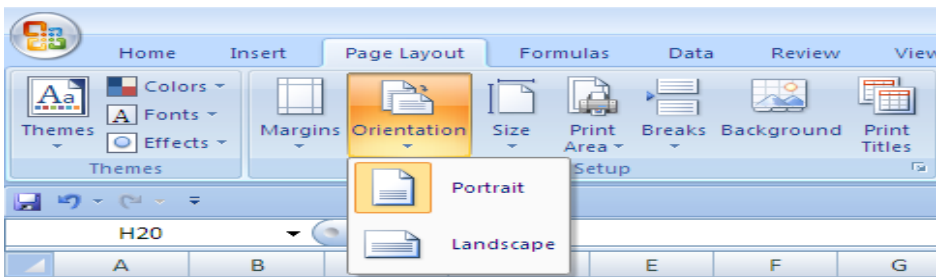 Home Insert Page Layout Formulas Data Review View
Aa Colors
A Fonts
Themes Effects Margins Orientation Size Print Area Breaks Background Print Titles
Themes Setup
Portrait
H20
Landscape
A B E F G